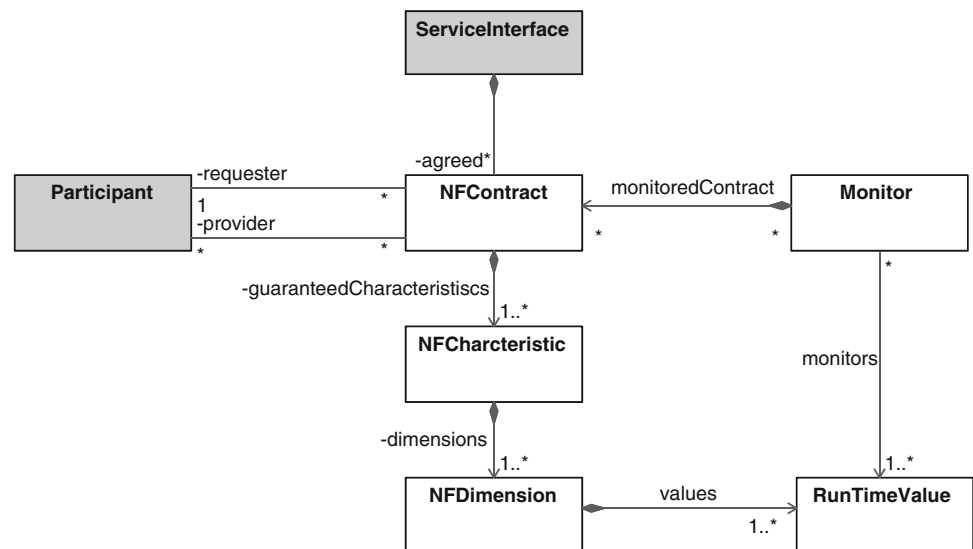 ServiceInterface
-agreed*
Participant
-requester
1
*
-provider
*
*
NFContract
monitoredContract
*
*
Monitor
*
-guaranteedCharacteristiscs
1..*
NFCharcteristic
monitors
-dimensions
1..*
1..*
NFDimension
values
1..*
RunTimeValue